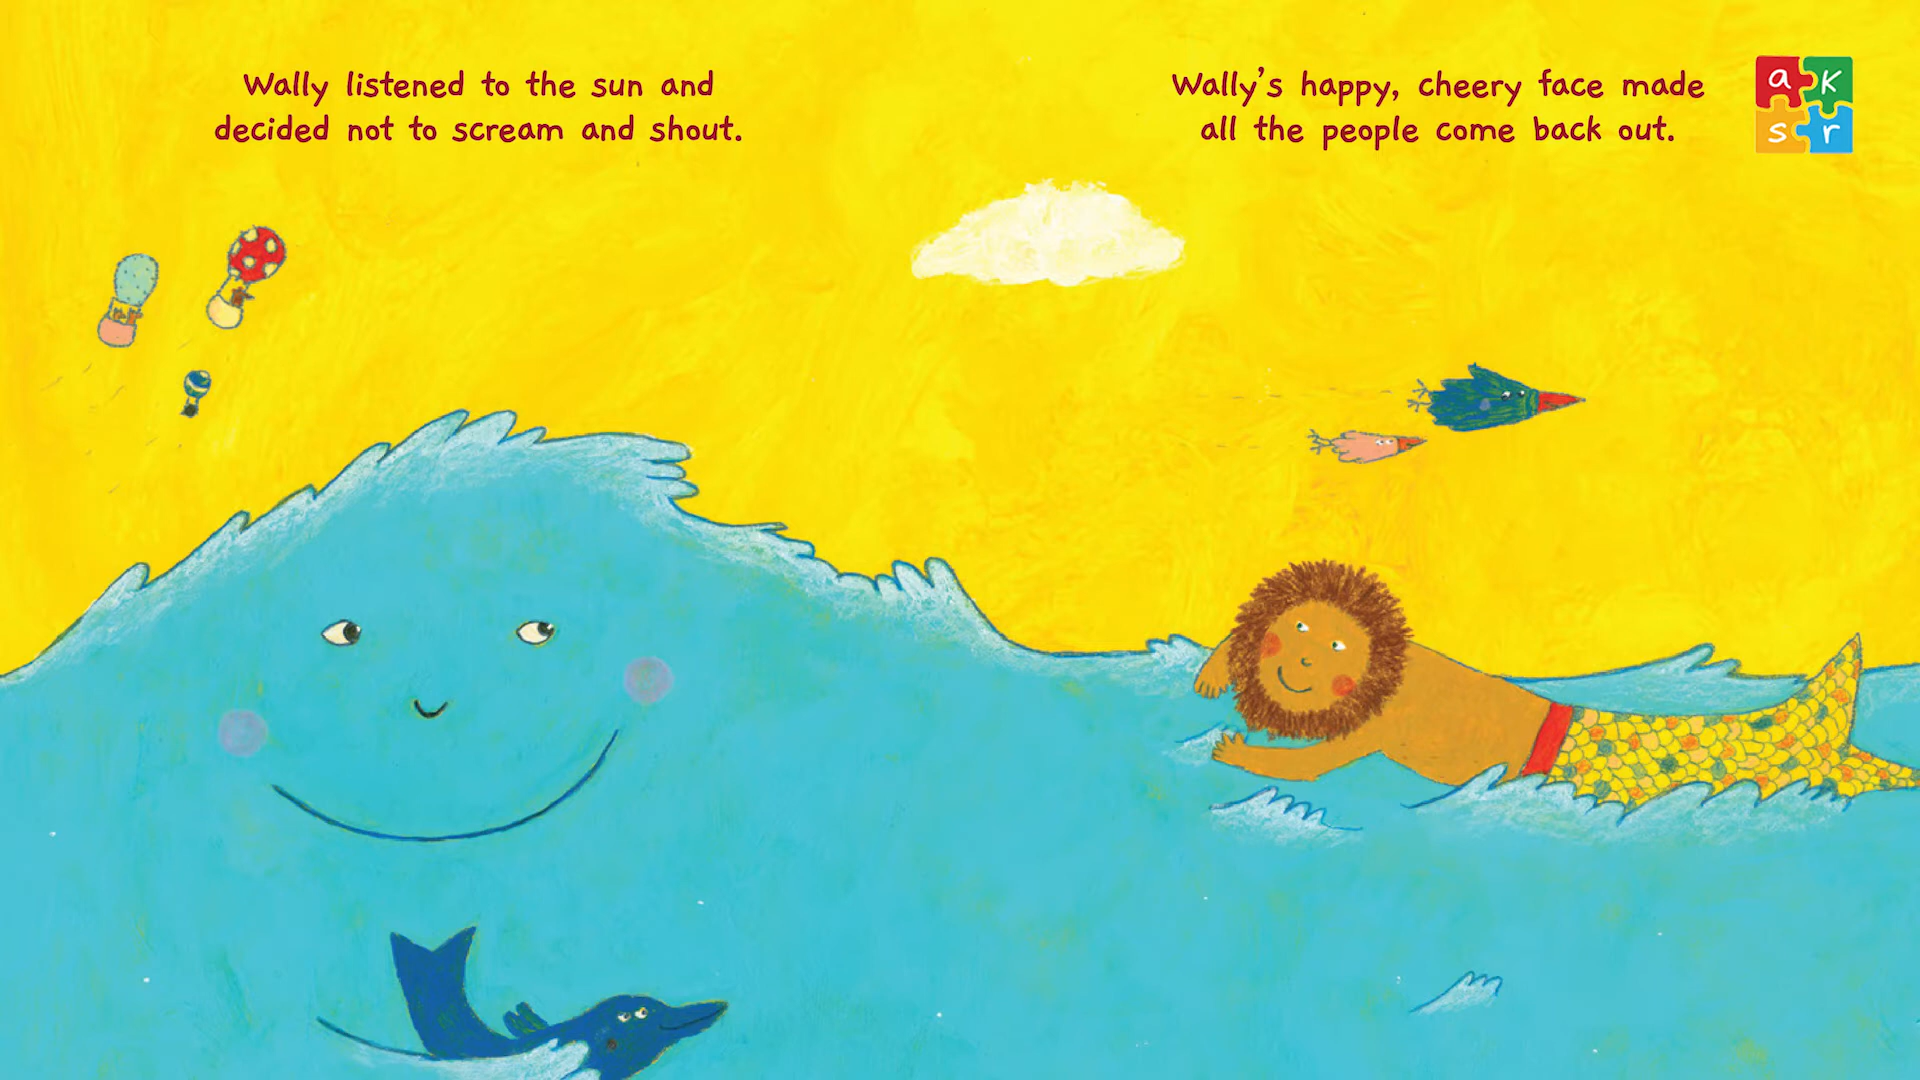 Wally listened to the sun and
decided not to scream and shout.
Wally's happy, cheery face made
all the people come back out.
a k
s r